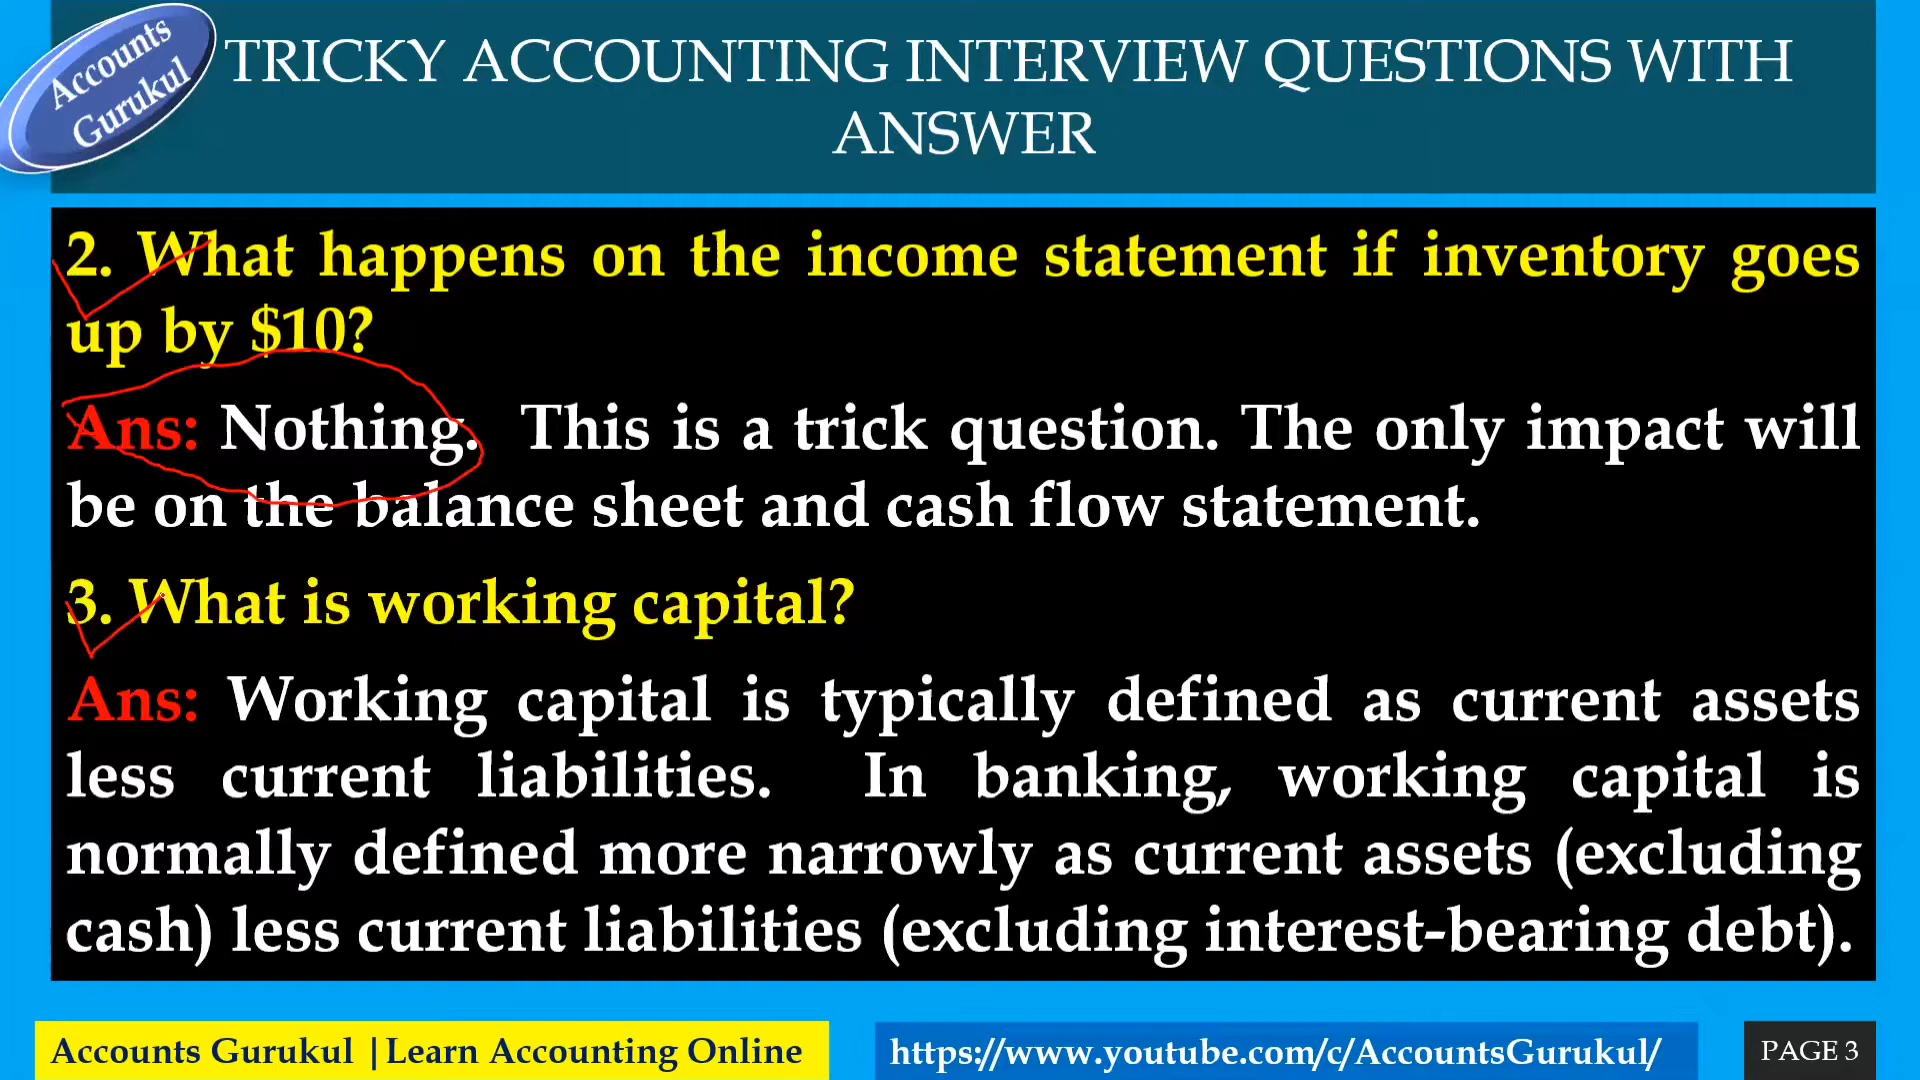 Accounts
Gurukul
TRICKY ACCOUNTING INTERVIEW QUESTIONS WITH
ANSWER
2. What happens on the income statement if inventory goes
up by $10?
Ans: Nothing. This is a trick question. The only impact will
be on the balance sheet and cash flow statement.
3. What is working capital?
Ans: Working capital is typically defined as current assets
less current liabilities. In banking, working capital is
normally defined more narrowly as current assets (excluding
cash) less current liabilities (excluding interest-bearing debt).
Accounts Gurukul | Learn Accounting Online
https://www.youtube.com/c/AccountsGurukul/
PAGE 3